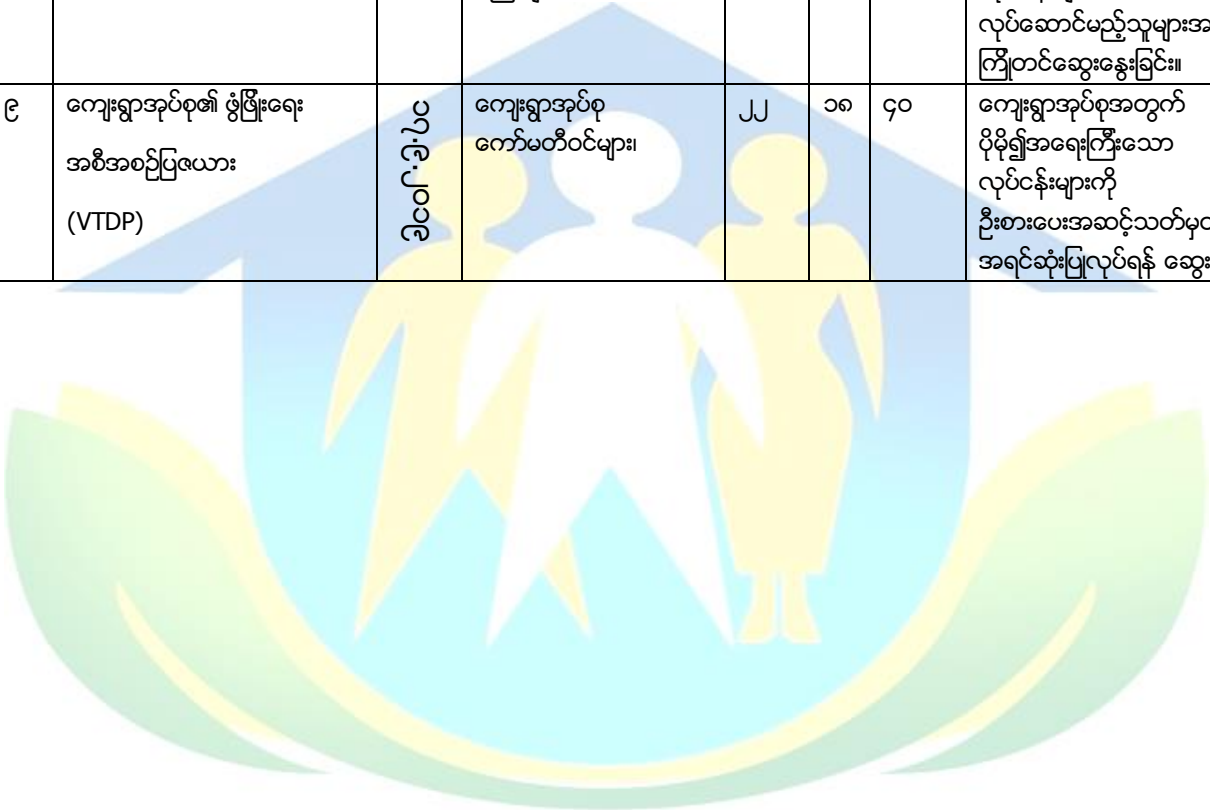 လုပ်ဆောင်မည့်သူများအ
ကြိုတင်ဆွေးနွေးခြင်း။
၉
ကျေးရွာအုပ်စု၏ ဖွံဖြိုးရေး
အစီအစဉ်ပြဇယား
(VTDP)
ကျေးရွာအုပ်စု
ကော်မတီဝင်များ၊
၂၂
၁၈
၄၀
ကျေးရွာအုပ်စုအတွက်
ပိုမို၍အရေးကြီးသော
လုပ်ငန်းများကို
ဦးစားပေးအဆင့်သတ်မှ
အရင်ဆုံးပြုလုပ်ရန် ဆွေး